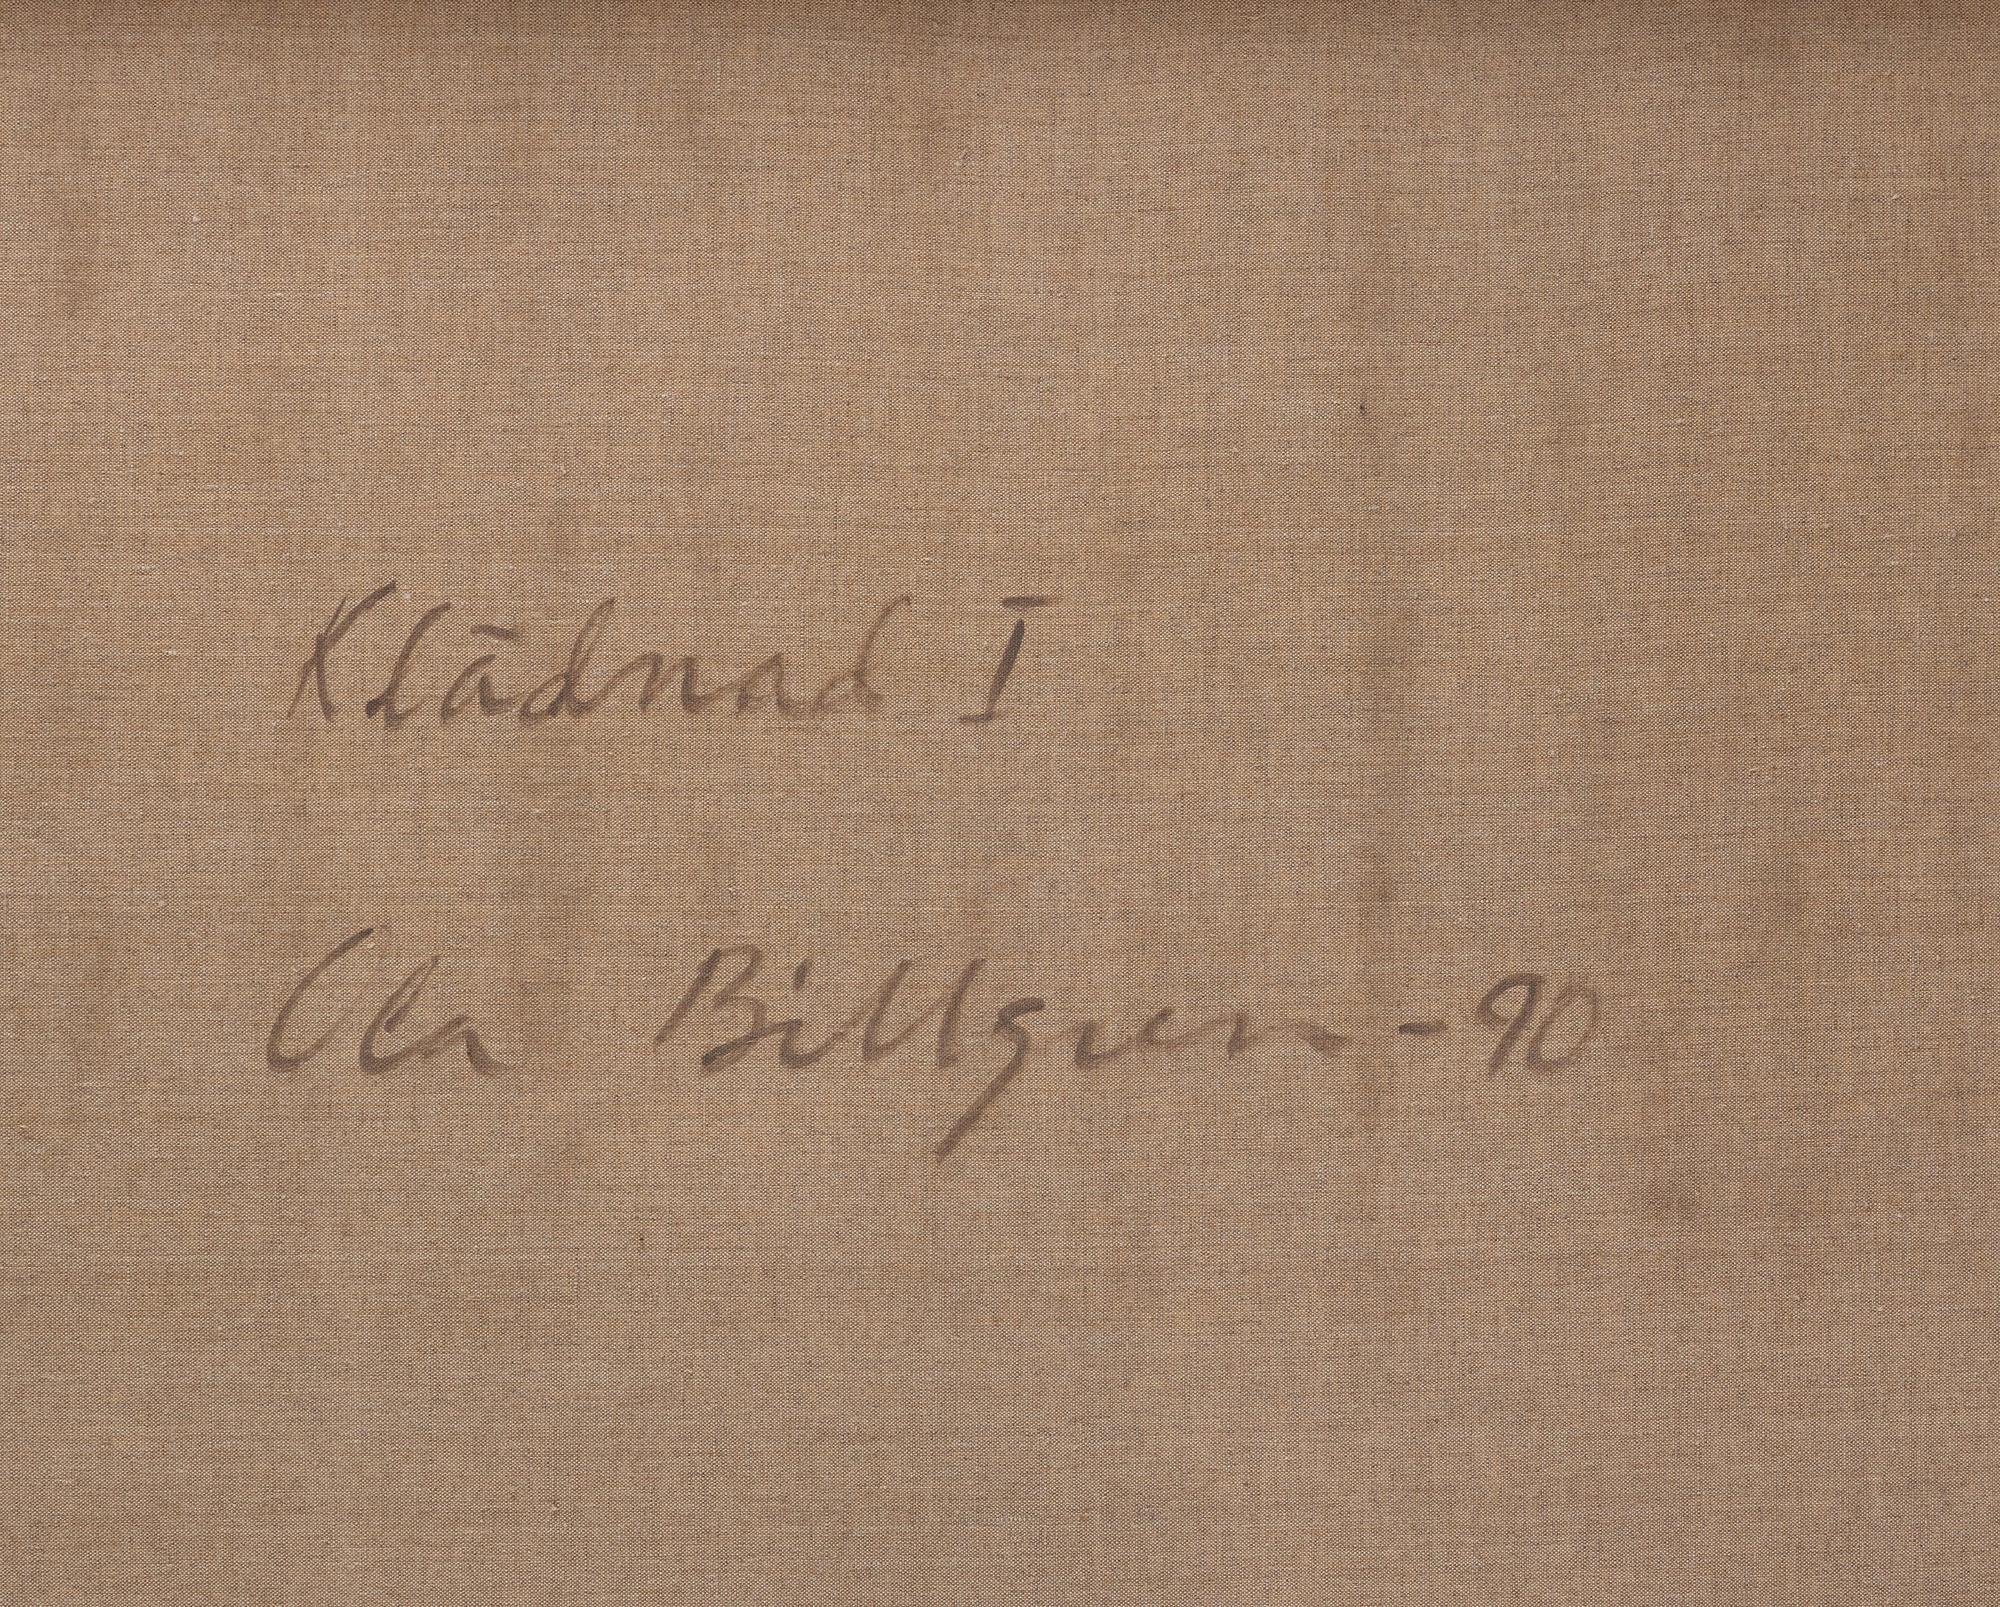 Klädnad I
Ola Billgren -90